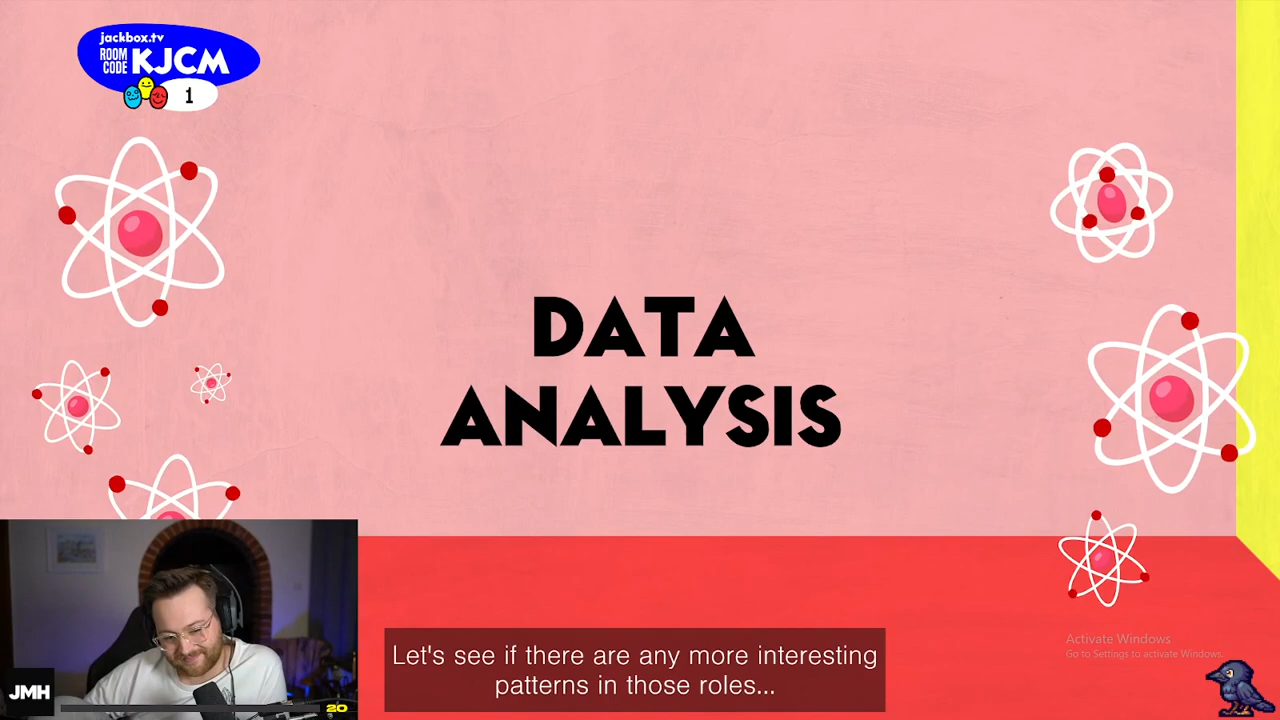 jackbox.tv
ROOM
CODE
KJCM
1
DATA
ANALYSIS
Let's see if there are any more interesting
patterns in those roles...
Activate Windows
Go to Settings to activate Windows.
JMH
20